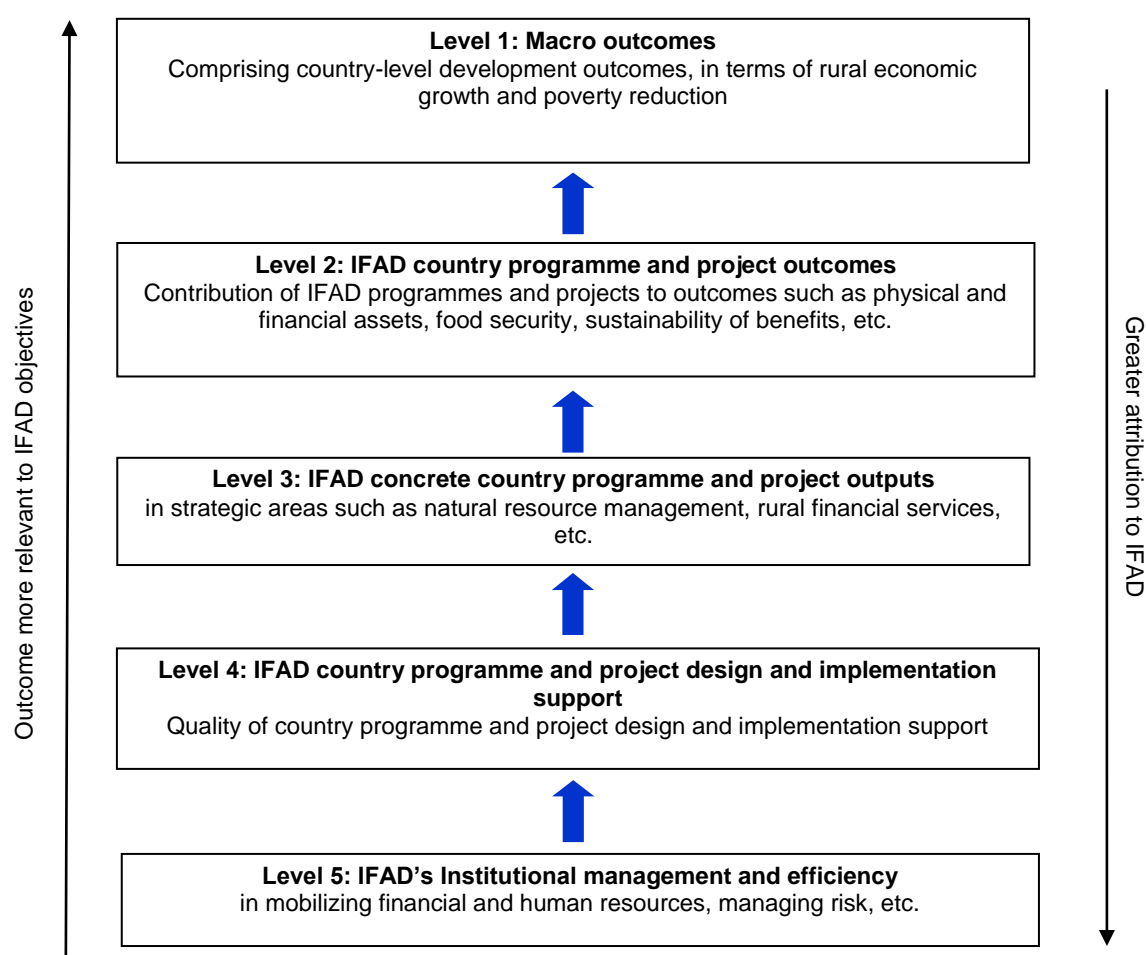 Level 1: Macro outcomes
Comprising country-level development outcomes, in terms of rural economic
growth and poverty reduction
Level 2: IFAD country programme and project outcomes
Contribution of IFAD programmes and projects to outcomes such as physical and
financial assets, food security, sustainability of benefits, etc.
Level 3: IFAD concrete country programme and project outputs
in strategic areas such as natural resource management, rural financial services,
etc.
Level 4: IFAD country programme and project design and implementation
support
Quality of country programme and project design and implementation support
Level 5: IFAD’s Institutional management and efficiency
in mobilizing financial and human resources, managing risk, etc.
Outcome more relevant to IFAD objectives
Greater attribution to IFAD